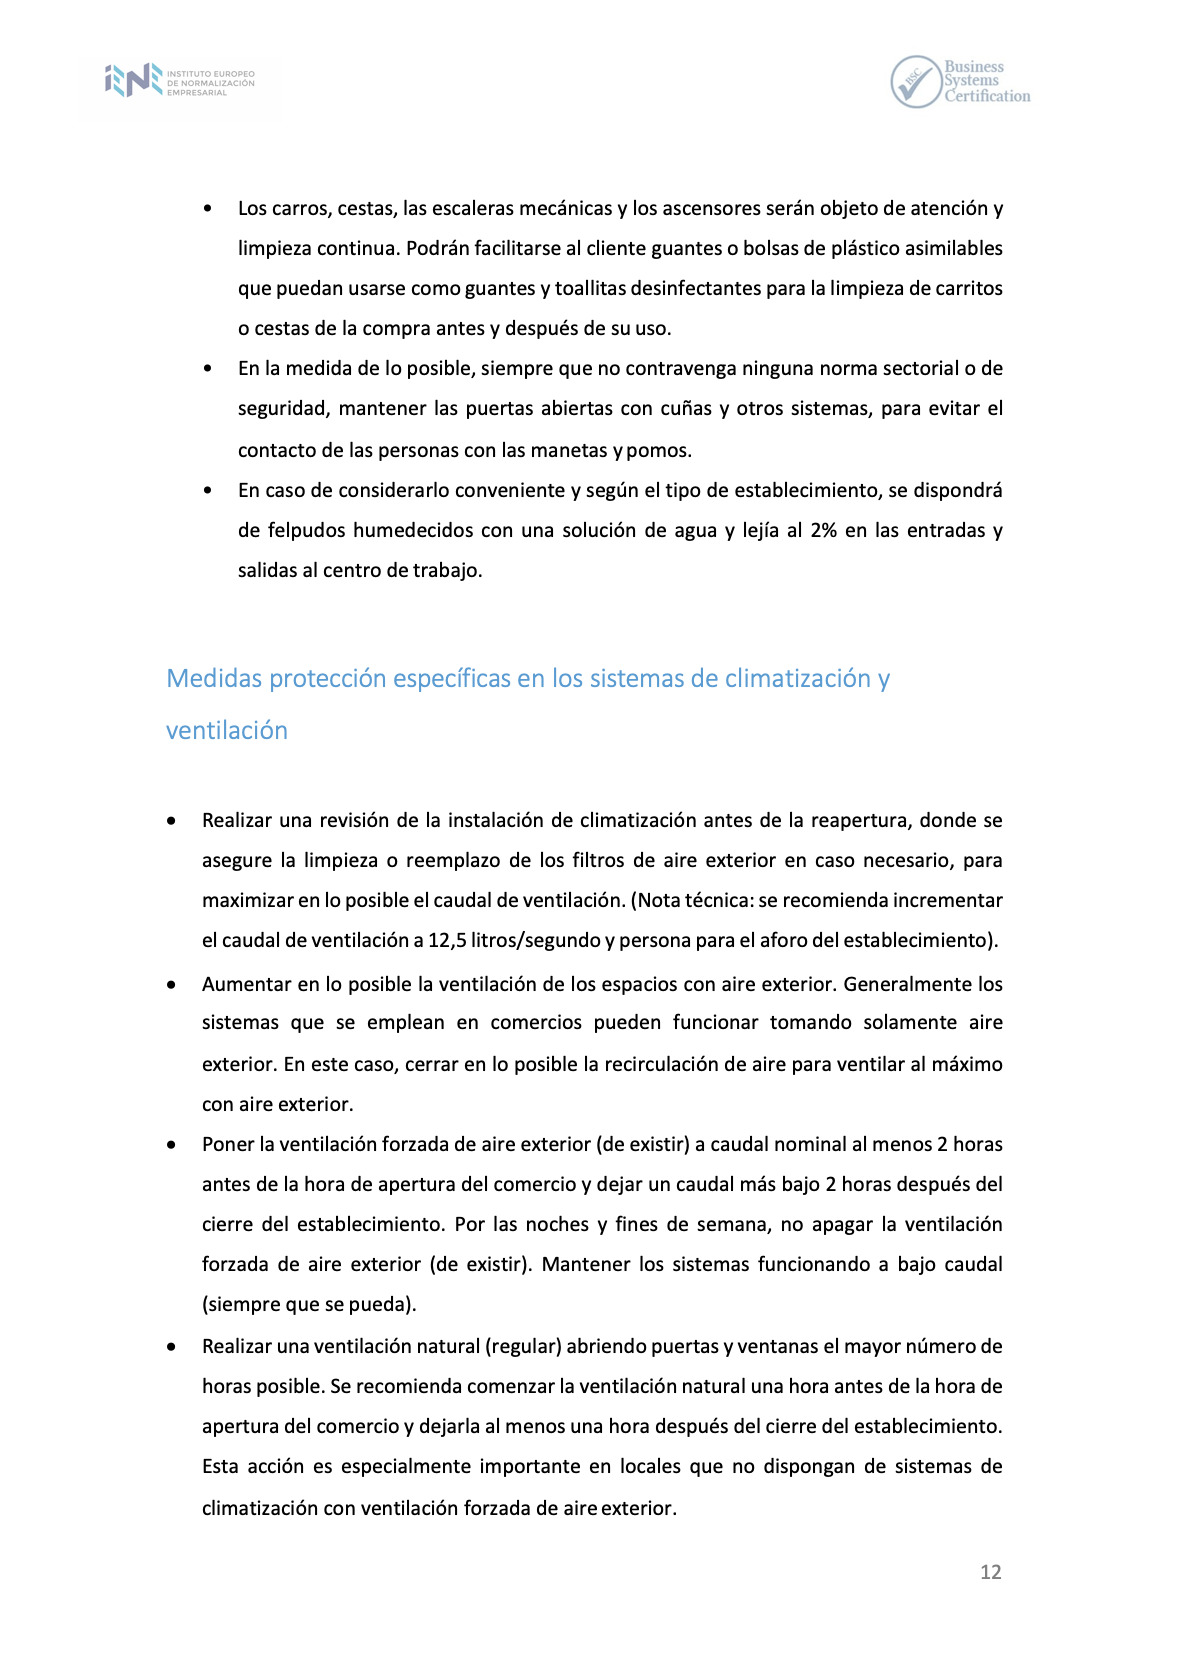 INSTITUTO EUROPEO
DE NORMALIZACIÓN
EMPRESARIAL
BSC
Business
Systems
Certification
• Los carros, cestas, las escaleras mecánicas y los ascensores serán objeto de atención y
limpieza continua. Podrán facilitarse al cliente guantes o bolsas de plástico asimilables
que puedan usarse como guantes y toallitas desinfectantes para la limpieza de carritos
o cestas de la compra antes y después de su uso.
• En la medida de lo posible, siempre que no contravenga ninguna norma sectorial o de
seguridad, mantener las puertas abiertas con cuñas y otros sistemas, para evitar el
contacto de las personas con las manetas y pomos.
• En caso de considerarlo conveniente y según el tipo de establecimiento, se dispondrá
de felpudos humedecidos con una solución de agua y lejía al 2% en las entradas y
salidas al centro de trabajo.
Medidas protección específicas en los sistemas de climatización y
ventilación
• Realizar una revisión de la instalación de climatización antes de la reapertura, donde se
asegure la limpieza o reemplazo de los filtros de aire exterior en caso necesario, para
maximizar en lo posible el caudal de ventilación. (Nota técnica: se recomienda incrementar
el caudal de ventilación a 12,5 litros/segundo y persona para el aforo del establecimiento).
• Aumentar en lo posible la ventilación de los espacios con aire exterior. Generalmente los
sistemas que se emplean en comercios pueden funcionar tomando solamente aire
exterior. En este caso, cerrar en lo posible la recirculación de aire para ventilar al máximo
con aire exterior.
• Poner la ventilación forzada de aire exterior (de existir) a caudal nominal al menos 2 horas
antes de la hora de apertura del comercio y dejar un caudal más bajo 2 horas después del
cierre del establecimiento. Por las noches y fines de semana, no apagar la ventilación
forzada de aire exterior (de existir). Mantener los sistemas funcionando a bajo caudal
(siempre que se pueda).
• Realizar una ventilación natural (regular) abriendo puertas y ventanas el mayor número de
horas posible. Se recomienda comenzar la ventilación natural una hora antes de la hora de
apertura del comercio y dejarla al menos una hora después del cierre del establecimiento.
Esta acción es especialmente importante en locales que no dispongan de sistemas de
climatización con ventilación forzada de aire exterior.
12